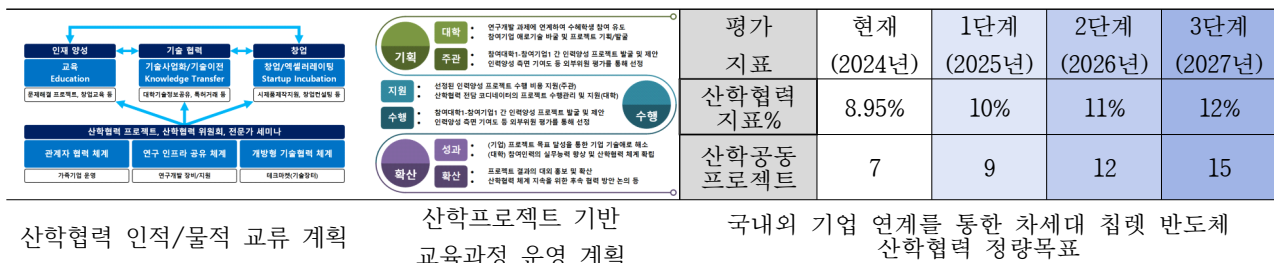 인재 양성
기술 협력
창업
교육
Education
기술사업화/기술이전
Knowledge Transfer
창업/엑셀러레이팅
Startup Incubation
문제해결 프로젝트, 창업교육 등
대학기술정보공유, 특허거래 등
시제품제작지원, 창업컨설팅 등
산학협력 프로젝트, 산학협력 위원회, 전문가 세미나
관계자 협력 체계
연구 인프라 공유 체계
개방형 기술협력 체계
가족기업 운영
연구개발 장비/지원
테크마켓(기술장터)
산학협력 인적/물적 교류 계획
기획
대학
• 연구개발 과제에 연계하여 수혜학생 참여 유도
• 참여기업 애로기술 바굴 및 프로젝트 기획/발굴
주관
• 참여대학1-참여기업1 간 인력양성 프로젝트 발굴 및 제안
• 인력양성 측면 기여도 등 외부위원 평가를 통해 선정
지원
• 선정된 인력양성 프로젝트 수행 비용 지원(주관)
• 산학협력 전담 코디네이터의 프로젝트 수행관리 및 지원(대학)
수행
• 참여대학1-참여기업1 간 인력양성 프로젝트 발굴 및 제안
• 인력양성 측면 기여도 등 외부위원 평가를 통해 선정
수행
확산
성과
• (기업) 프로젝트 목표 달성을 통한 기업 기술애로 해소
• (대학) 참여인력의 실무능력 향상 및 산학협력 체계 확립
확산
• 프로젝트 결과의 대외 홍보 및 확산
• 산학협력 체계 지속을 위한 후속 협력 방안 논의 등
산학프로젝트 기반
교육과정 운영 계획
평가 현재 1단계 2단계 3단계
지표 (2024년) (2025년) (2026년) (2027년)
산학협력
지표% 8.95% 10% 11% 12%
산학공동
프로젝트 7 9 12 15
국내외 기업 연계를 통한 차세대 칩렛 반도체
산학협력 정량목표